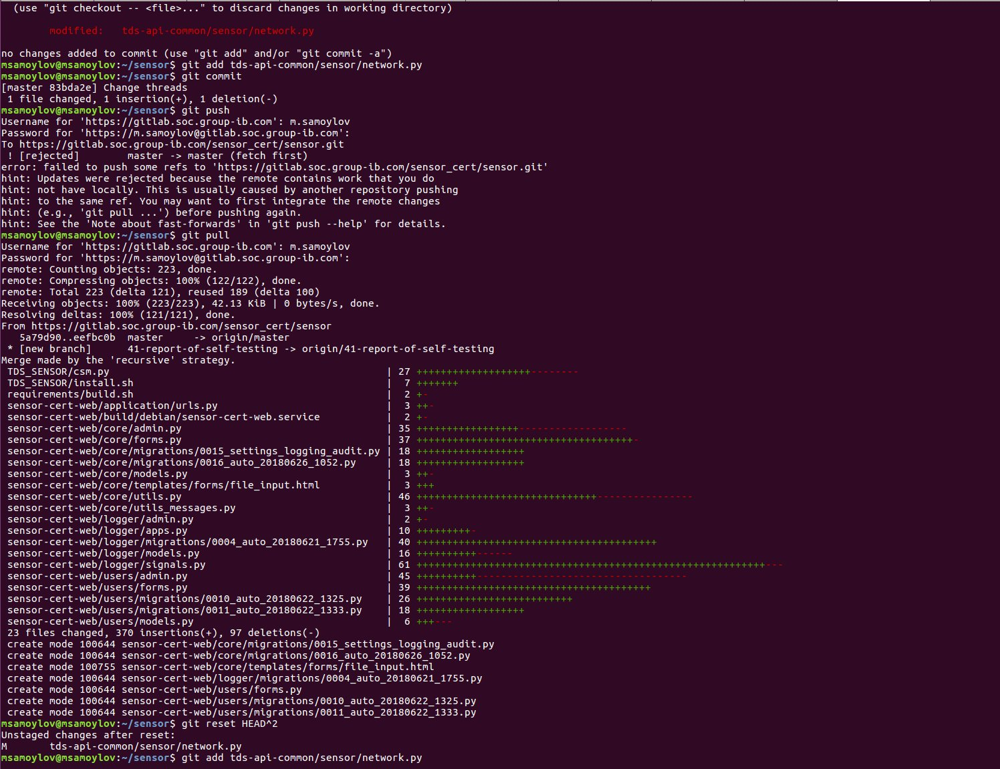 (use "git checkout -- <file>..." to discard changes in working directory)
        modified:   tds-api-common/sensor/network.py
no changes added to commit (use "git add" and/or "git commit -a")
msamoylov@msamoylov:~/sensor$ git add tds-api-common/sensor/network.py
msamoylov@msamoylov:~/sensor$ git commit
[master 83bda2e] Change threads
 1 file changed, 1 insertion(+), 1 deletion(-)
msamoylov@msamoylov:~/sensor$ git push
Username for 'https://gitlab.soc.group-ib.com': m.samoylov
Password for 'https://m.samoylov@gitlab.soc.group-ib.com':
To https://gitlab.soc.group-ib.com/sensor_cert/sensor.git
 ! [rejected]        master -> master (fetch first)
error: failed to push some refs to 'https://gitlab.soc.group-ib.com/sensor_cert/sensor.git'
hint: Updates were rejected because the remote contains work that you do
hint: not have locally. This is usually caused by another repository pushing
hint: to the same ref. You may want to first integrate the remote changes
hint: (e.g., 'git pull ...') before pushing again.
hint: See the 'Note about fast-forwards' in 'git push --help' for details.
msamoylov@msamoylov:~/sensor$ git pull
Username for 'https://gitlab.soc.group-ib.com': m.samoylov
Password for 'https://m.samoylov@gitlab.soc.group-ib.com':
remote: Counting objects: 223, done.
remote: Compressing objects: 100% (122/122), done.
remote: Total 223 (delta 121), reused 189 (delta 100)
Receiving objects: 100% (223/223), 42.13 KiB | 0 bytes/s, done.
Resolving deltas: 100% (121/121), done.
From https://gitlab.soc.group-ib.com/sensor_cert/sensor
   5a79d90..eefbc0b  master     -> origin/master
 * [new branch]      41-report-of-self-testing -> origin/41-report-of-self-testing
Merge made by the 'recursive' strategy.
 TDS_SENSOR/csm.py                                              | 27 +++++++++++++++++++--------
 TDS_SENSOR/install.sh                                          |  7 +++++++
 requirements/build.sh                                          |  2 +-
 sensor-cert-web/application/urls.py                            |  3 ++-
 sensor-cert-web/build/debian/sensor-cert-web.service           |  2 +-
 sensor-cert-web/core/admin.py                                  | 35 +++++++++++++++++------------------
 sensor-cert-web/core/forms.py                                  | 37 ++++++++++++++++++++++++++++++++++++-
 sensor-cert-web/core/migrations/0015_settings_logging_audit.py | 18 ++++++++++++++++++
 sensor-cert-web/core/migrations/0016_auto_20180626_1052.py     | 18 ++++++++++++++++++
 sensor-cert-web/core/models.py                                 |  3 ++-
 sensor-cert-web/core/templates/forms/file_input.html           |  3 +++
 sensor-cert-web/core/utils.py                                  | 46 ++++++++++++++++++++++++++++++----------------
 sensor-cert-web/core/utils_messages.py                         |  3 ++-
 sensor-cert-web/logger/admin.py                                |  2 +-
 sensor-cert-web/logger/apps.py                                 | 10 +++++++++-
 sensor-cert-web/logger/migrations/0004_auto_20180621_1755.py   | 40 ++++++++++++++++++++++++++++++++++++++++
 sensor-cert-web/logger/models.py                               | 16 ++++++++++------
 sensor-cert-web/logger/signals.py                              | 61 ++++++++++++++++++++++++++++++++++++++++++++++++++++++++++---
 sensor-cert-web/users/admin.py                                 | 45 ++++++++++-----------------------------------
 sensor-cert-web/users/forms.py                                 | 39 +++++++++++++++++++++++++++++++++++++++
 sensor-cert-web/users/migrations/0010_auto_20180622_1325.py    | 26 ++++++++++++++++++++++++++
 sensor-cert-web/users/migrations/0011_auto_20180622_1333.py    | 18 ++++++++++++++++++
 sensor-cert-web/users/models.py                                |  6 +++---
 23 files changed, 370 insertions(+), 97 deletions(-)
 create mode 100644 sensor-cert-web/core/migrations/0015_settings_logging_audit.py
 create mode 100644 sensor-cert-web/core/migrations/0016_auto_20180626_1052.py
 create mode 100755 sensor-cert-web/core/templates/forms/file_input.html
 create mode 100644 sensor-cert-web/logger/migrations/0004_auto_20180621_1755.py
 create mode 100644 sensor-cert-web/users/forms.py
 create mode 100644 sensor-cert-web/users/migrations/0010_auto_20180622_1325.py
 create mode 100644 sensor-cert-web/users/migrations/0011_auto_20180622_1333.py
msamoylov@msamoylov:~/sensor$ git reset HEAD^2
Unstaged changes after reset:
M       tds-api-common/sensor/network.py
msamoylov@msamoylov:~/sensor$ git add tds-api-common/sensor/network.py